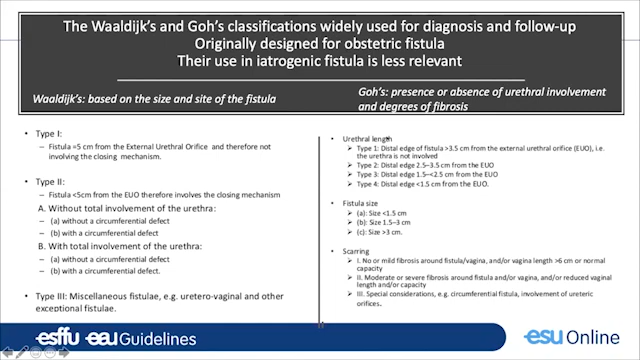 The Waaldijk's and Goh's classifications widely used for diagnosis and follow-up
Originally designed for obstetric fistula
Their use in iatrogenic fistula is less relevant
Waaldijk's: based on the size and site of the fistula
Goh's: presence or absence of urethral involvement
and degrees of fibrosis
• Type I:
– Fistula =5 cm from the External Urethral Orifice and therefore not
involving the closing mechanism.
• Type II:
– Fistula <5cm from the EUO therefore involves the closing mechanism
A. Without total involvement of the urethra:
– (a) without a circumferential defect
– (b) with a circumferential defect
B. With total involvement of the urethra:
– (a) without a circumferential defect
– (b) with a circumferential defect.
• Type III: Miscellaneous fistulae, e.g. uretero-vaginal and other
exceptional fistulae.
• Urethral length
➢ Type 1: Distal edge of fistula >3.5 cm from the external urethral orifice (EUO), i.e.
the urethra is not involved
➢ Type 2: Distal edge 2.5–3.5 cm from the EUO
➢ Type 3: Distal edge 1.5–<2.5 cm from the EUO
➢ Type 4: Distal edge <1.5 cm from the EUO.
• Fistula size
➢ (a): Size <1.5 cm
➢ (b): Size 1.5–3 cm
➢ (c): Size >3 cm.
• Scarring
➢ I. No or mild fibrosis around fistula/vagina, and/or vagina length >6 cm or normal
capacity
➢ II. Moderate or severe fibrosis around fistula and/or vagina, and/or reduced vaginal
length and/or capacity
➢ III. Special considerations, e.g. circumferential fistula, involvement of ureteric
orifices.
esffu eau Guidelines
esu Online